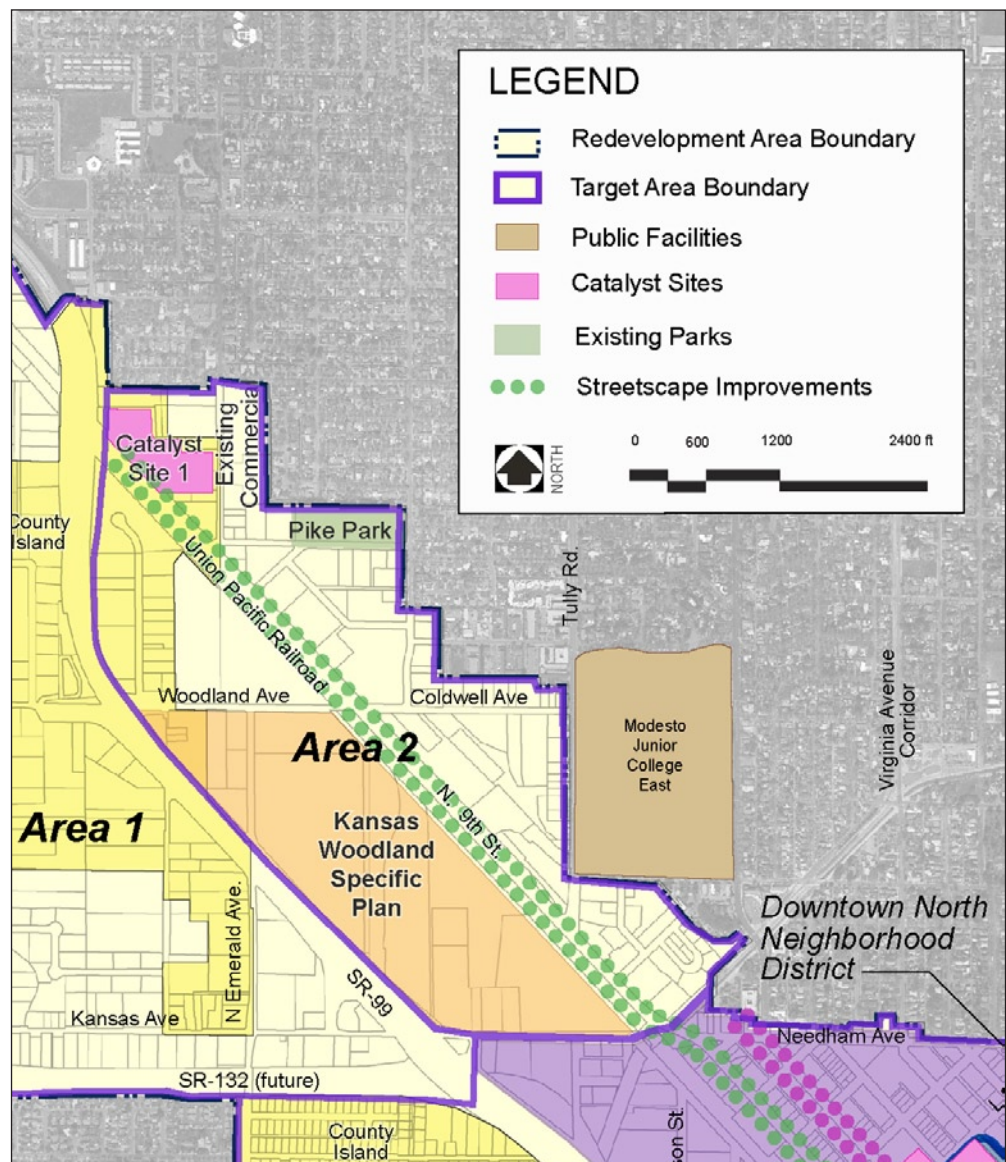 LEGEND
Redevelopment Area Boundary
Target Area Boundary
Public Facilities
Catalyst Sites
Existing Parks
Streetscape Improvements
0 600 1200 2400 ft
NORTH
Catalyst
Site 1
Existing
Commercia
County
Island
Pike Park
Union Pacific Railroad
Tully Rd.
Woodland Ave
Coldwell Ave
Virginia Avenue
Corridor
Modesto
Junior
College
East
Area 2
N. 9th St.
Area 1
Kansas
Woodland
Specific
Plan
N Emerald Ave.
Downtown North
Neighborhood
District
SR-99
Kansas Ave
Needham Ave
SR-132 (future)
son St.
County
Island